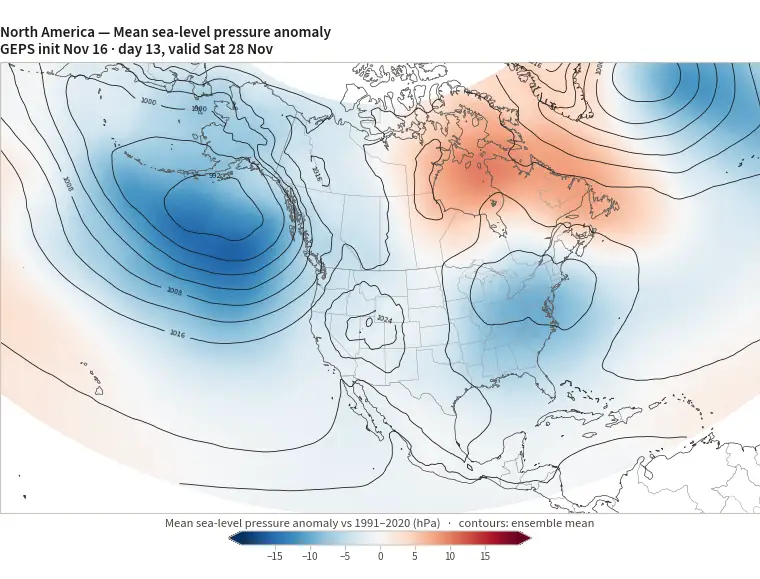 North America — Mean sea-level pressure anomaly
GEPS init Nov 16 · day 13, valid Sat 28 Nov
1000
1008
1016
1008
1016
1024
Mean sea-level pressure anomaly vs 1991–2020 (hPa) · contours: ensemble mean
−15 −10 −5 0 5 10 15